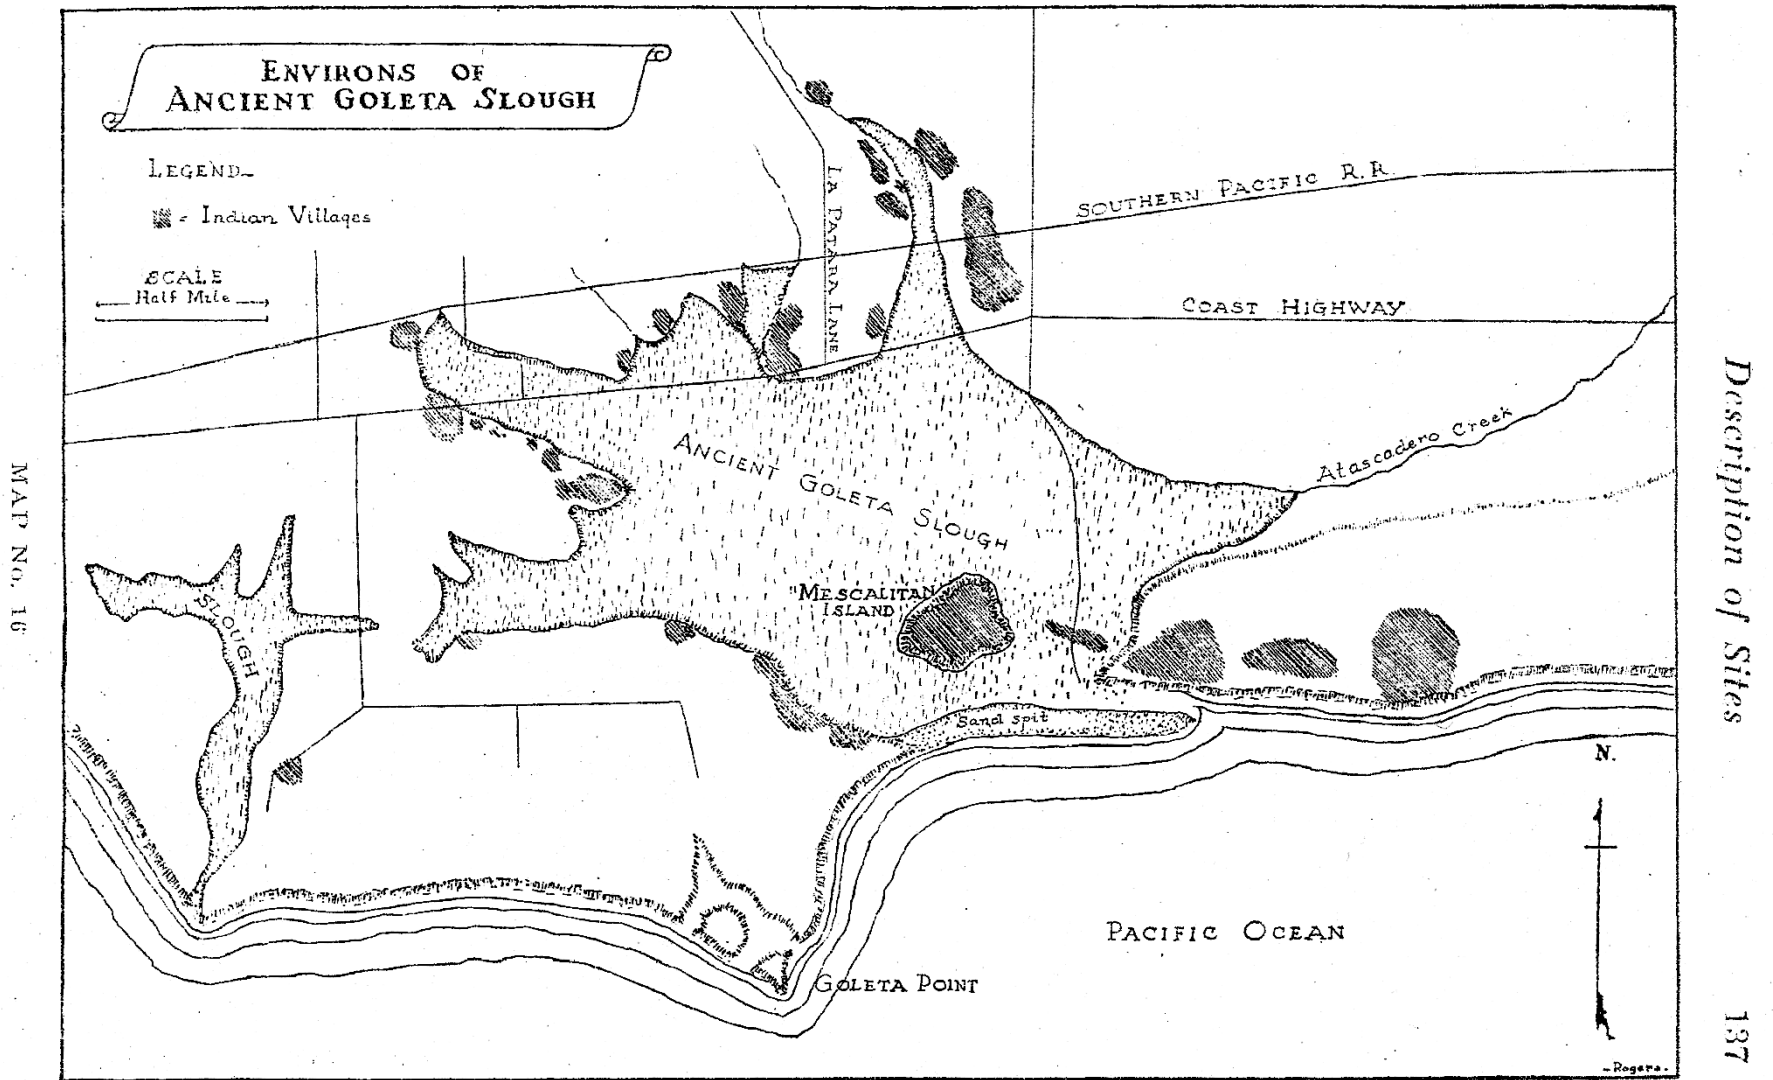 ENVIRONS OF
ANCIENT GOLETA SLOUGH
LEGEND-
= Indian Villages
SCALE
Half Mile
LA PATARA LANE
SOUTHERN PACIFIC R.R.
COAST HIGHWAY
Atascadero Creek
ANCIENT GOLETA SLOUGH
"MESCALITAN"
ISLAND
SLOUGH
Sand spit
N.
PACIFIC OCEAN
GOLETA POINT
-Rogers-
MAP No. 16
Description of Sites
137